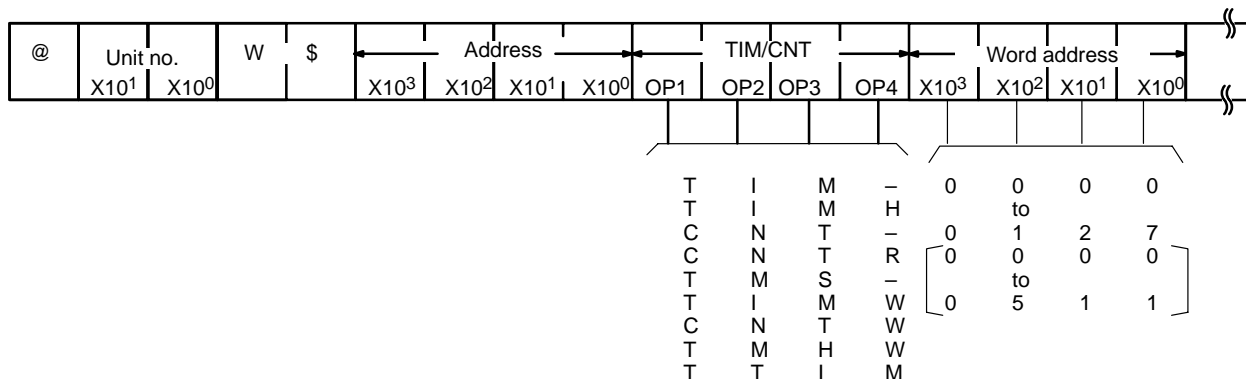 @ Unit no. W $ Address TIM/CNT Word address
X10¹ X10⁰ X10³ X10² X10¹ X10⁰ OP1 OP2 OP3 OP4 X10³ X10² X10¹ X10⁰
T I M – 0 0 0 0
T I M H to
C N T – 0 1 2 7
C N T R 0 0 0 0
T M S – to
T I M W 0 5 1 1
C N T W
T M H W
T T I M